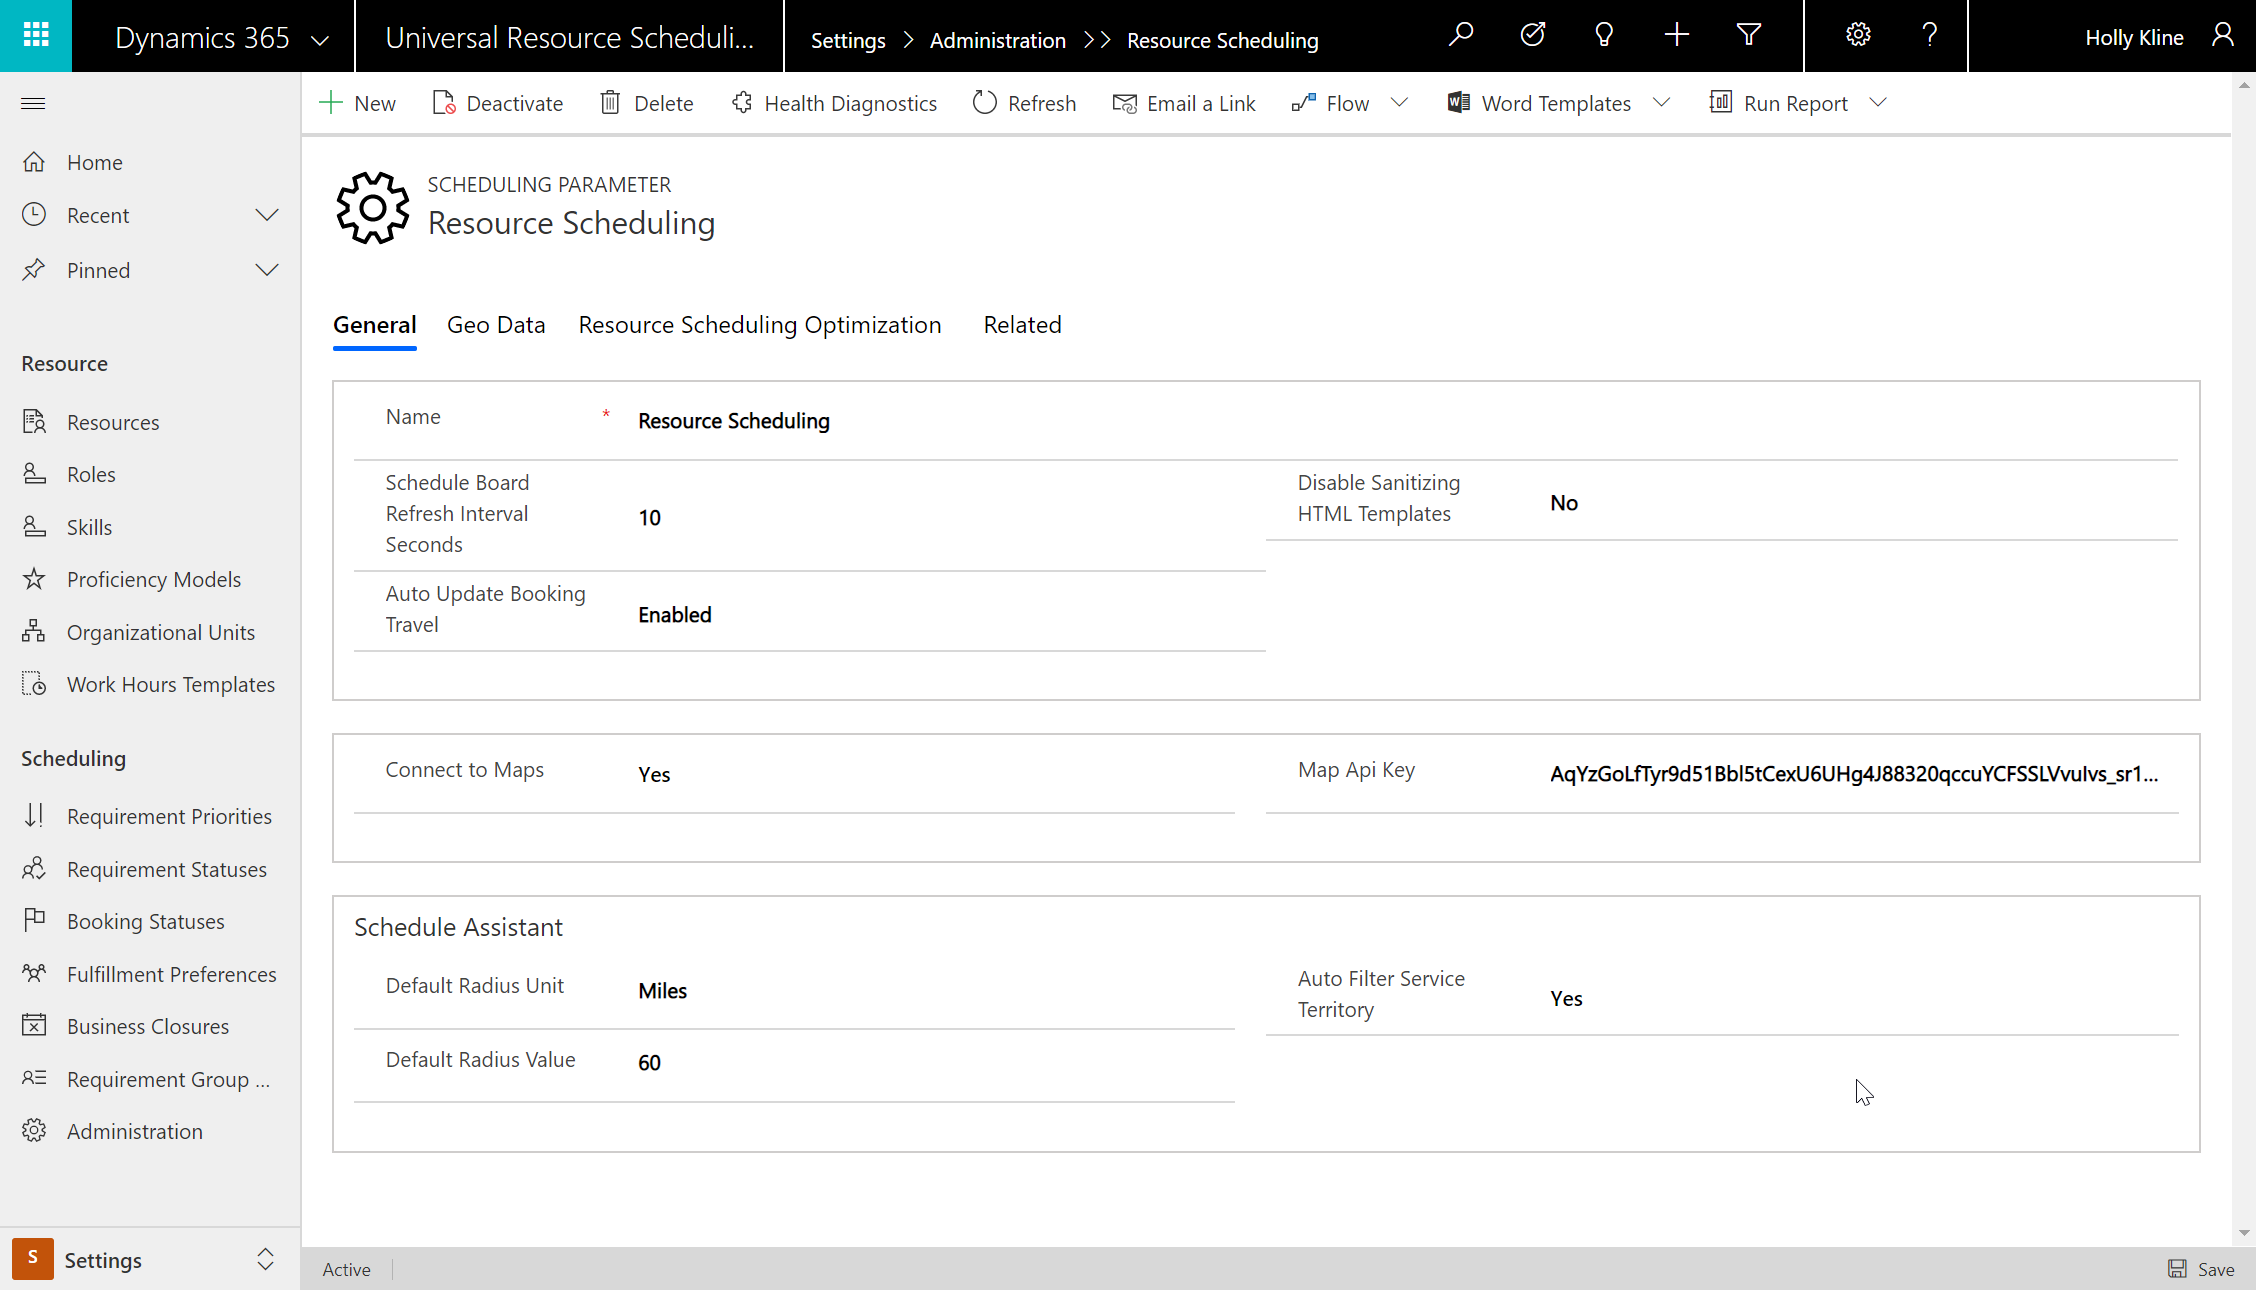 Dynamics 365
Universal Resource Scheduli...
Settings > Administration >> Resource Scheduling
?
Holly Kline
New
Deactivate
Delete
Health Diagnostics
Refresh
Email a Link
Flow
Word Templates
Run Report
Home
Recent
Pinned
Resource
Resources
Roles
Skills
Proficiency Models
Organizational Units
Work Hours Templates
Scheduling
Requirement Priorities
Requirement Statuses
Booking Statuses
Fulfillment Preferences
Business Closures
Requirement Group ...
Administration
S
Settings
SCHEDULING PARAMETER
Resource Scheduling
General
Geo Data
Resource Scheduling Optimization
Related
Name * Resource Scheduling
Schedule Board
Refresh Interval
Seconds
10
Disable Sanitizing
HTML Templates
No
Auto Update Booking
Travel
Enabled
Connect to Maps
Yes
Map Api Key
AqYzGoLfTyr9d51Bbl5tCexU6UHg4J88320qccuYCFSSLVvuIvs_sr1...
Schedule Assistant
Default Radius Unit
Miles
Auto Filter Service
Territory
Yes
Default Radius Value
60
Active
Save